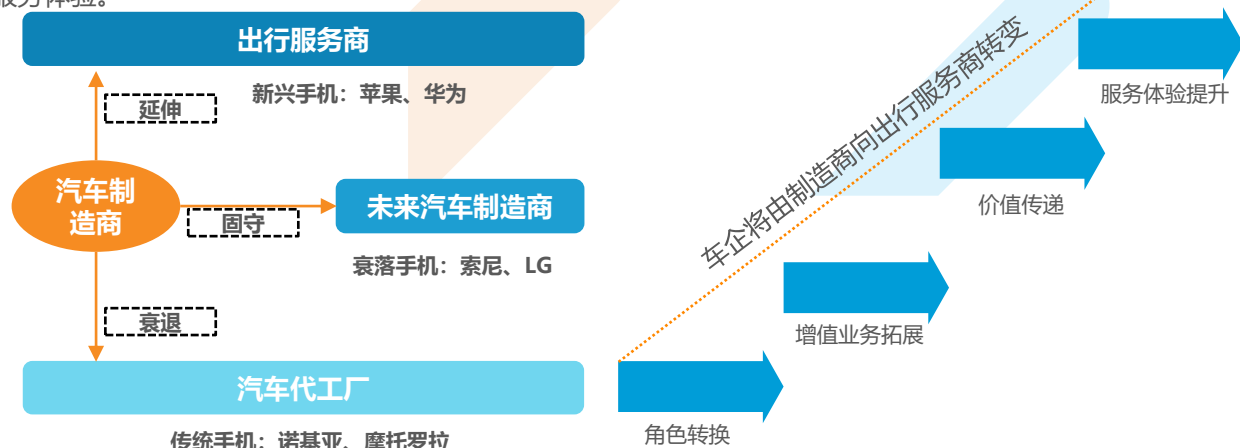 服务体验。
出行服务商
新兴手机：苹果、华为
延伸
汽车制
造商
固守
未来汽车制造商
衰落手机：索尼、LG
衰退
汽车代工厂
传统手机：诺基亚、摩托罗拉
车企将由制造商向出行服务商转变
服务体验提升
价值传递
增值业务拓展
角色转换